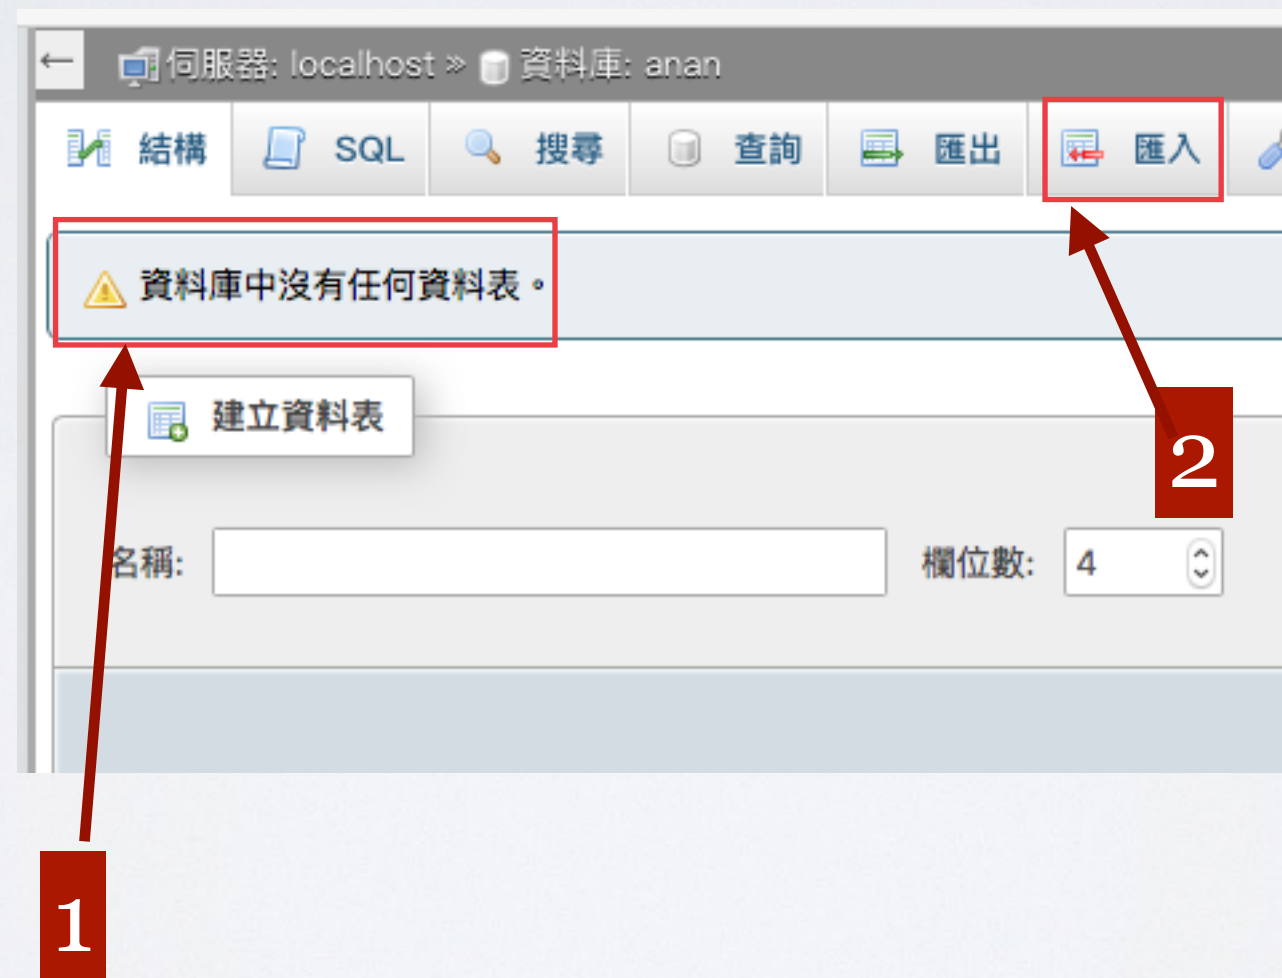 ← 伺服器: localhost » 資料庫: anan
結構 SQL 搜尋 查詢 匯出 匯入
資料庫中沒有任何資料表。
建立資料表
2
名稱: 欄位數: 4
1